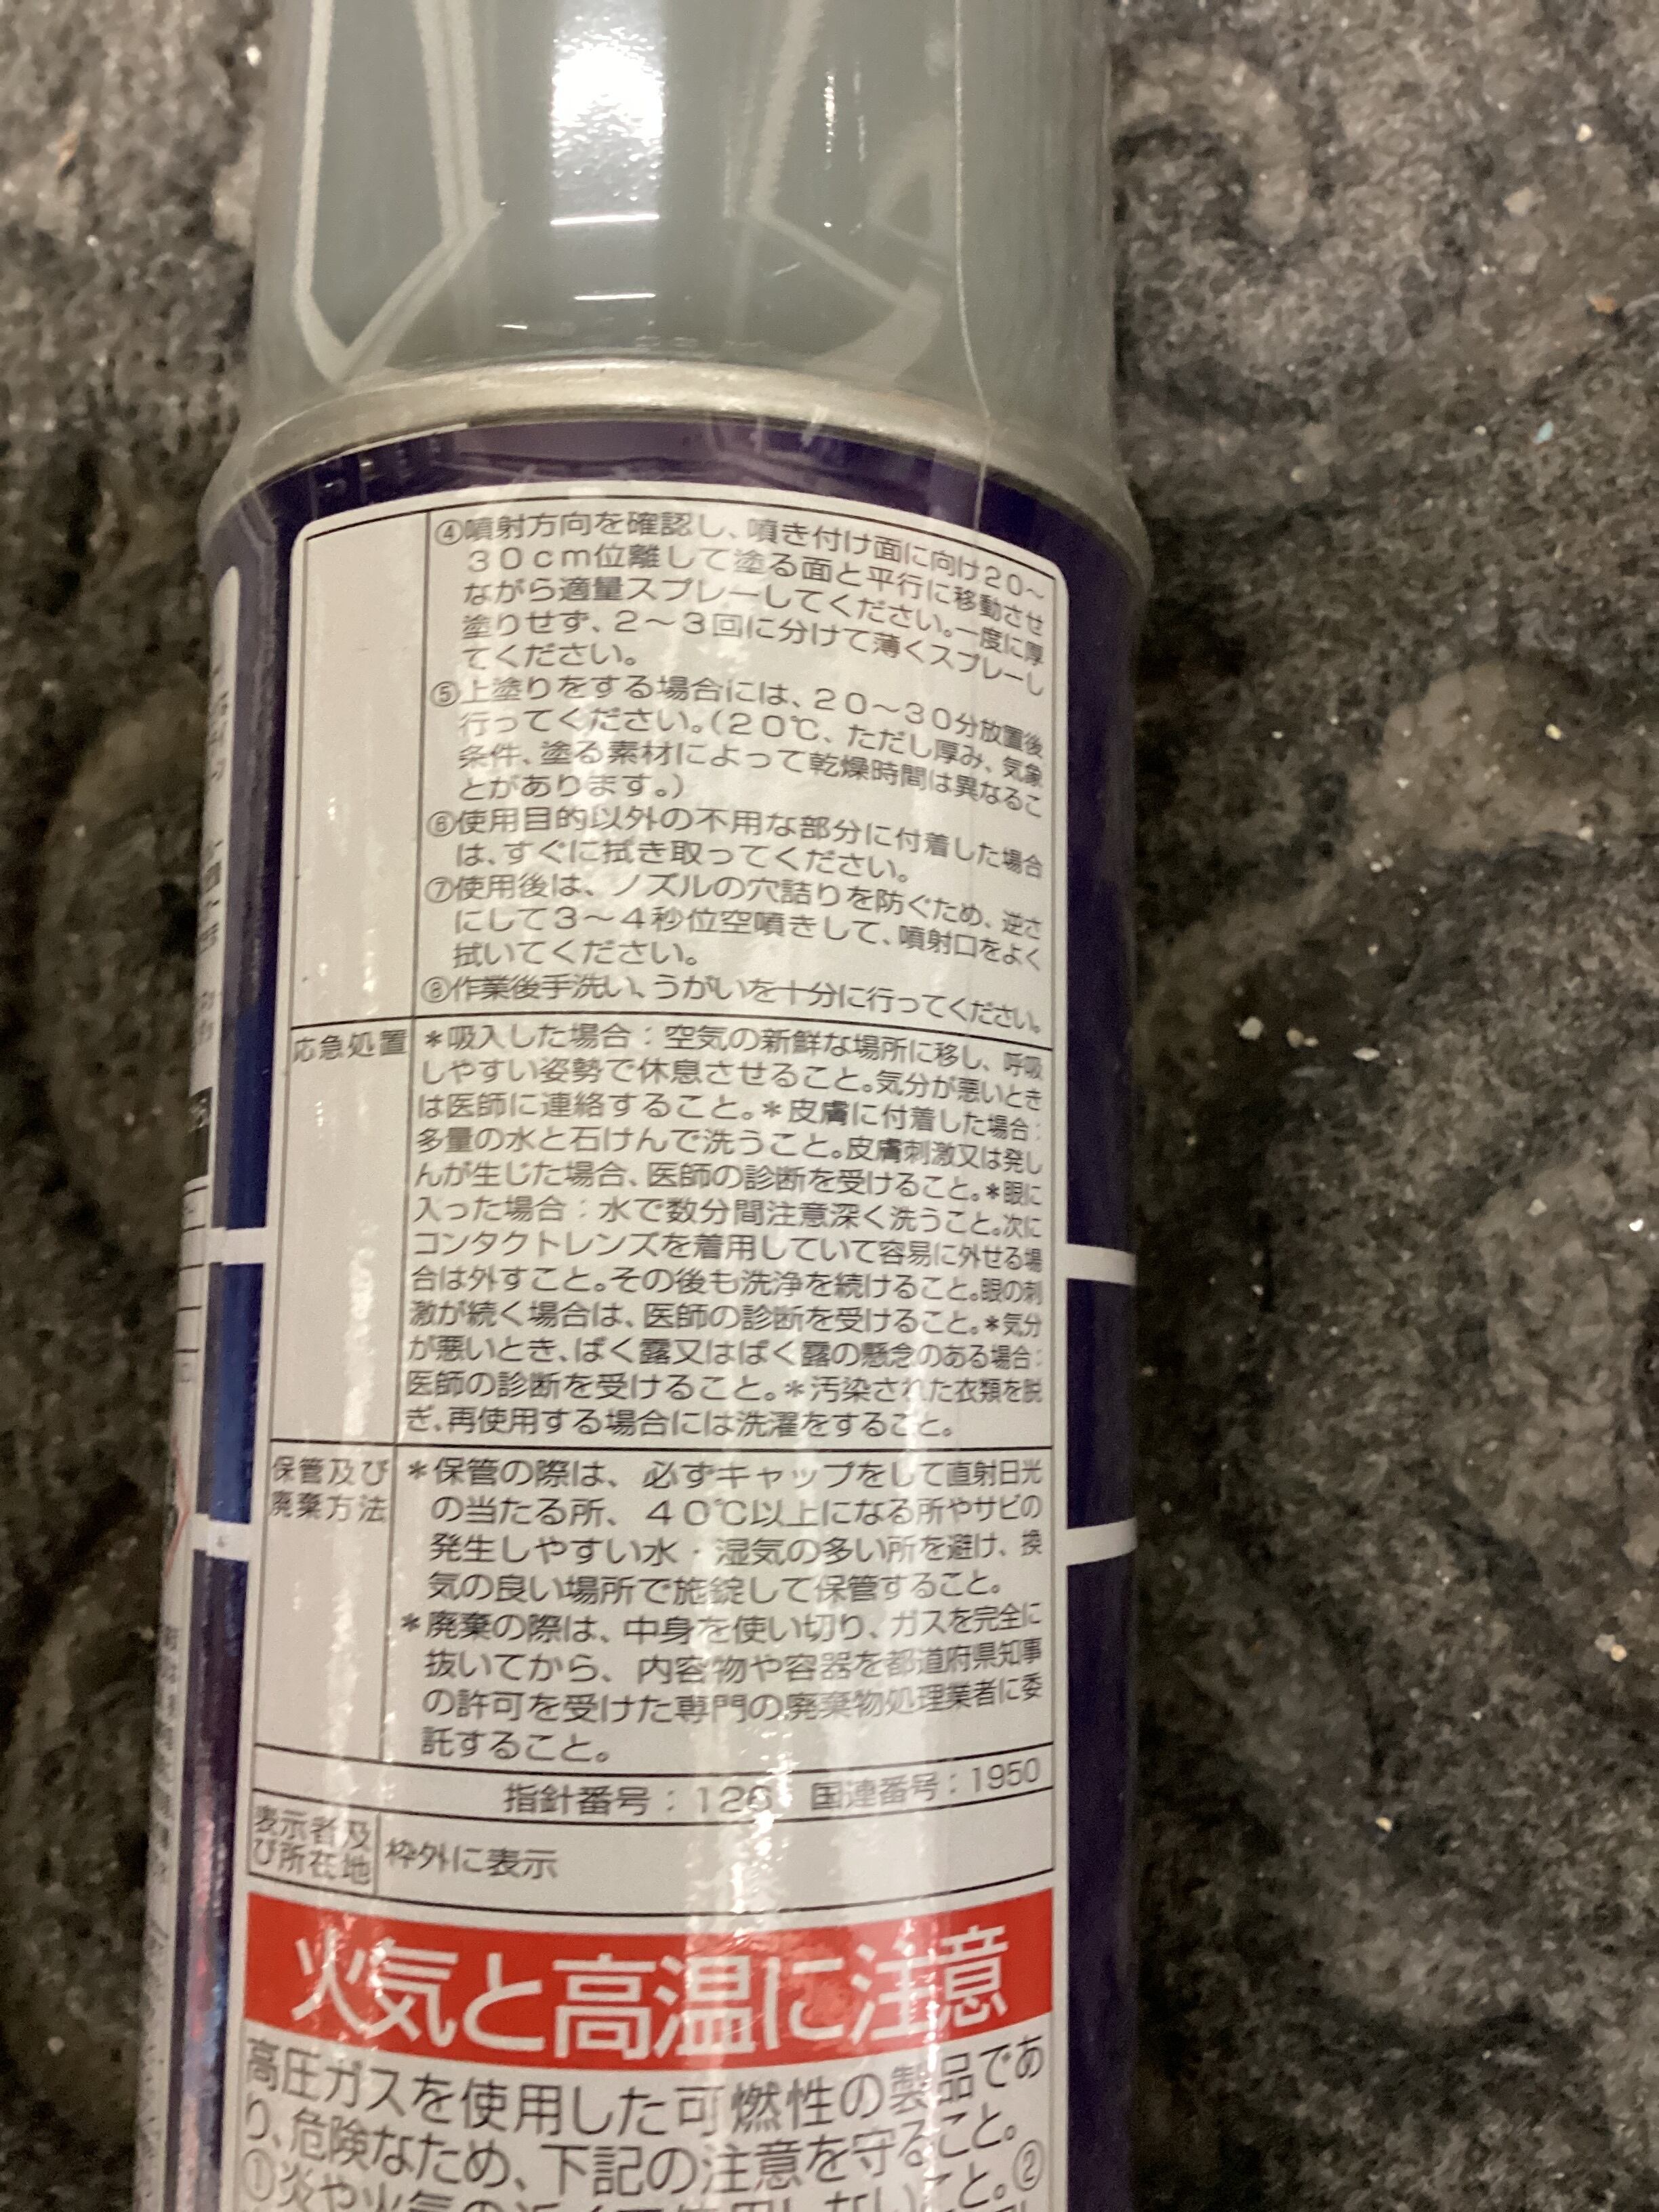 ④噴射方向を確認し、噴き付け面に向け20〜
30cm位離して塗る面と平行に移動させ
ながら適量スプレーしてください。一度に厚
塗りせず、2〜3回に分けて薄くスプレーし
てください。
⑤上塗りをする場合には、20〜30分放置後
行ってください。(20℃、ただし厚み、気象
条件、塗る素材によって乾燥時間は異なるこ
とがあります。)
⑥使用目的以外の不用な部分に付着した場合
は、すぐに拭き取ってください。
⑦使用後は、ノズルの穴詰りを防ぐため、逆さ
にして3〜4秒位空噴きして、噴射口をよく
拭いてください。
⑧作業後手洗い、うがいを十分に行ってください。
応急処置
*吸入した場合:空気の新鮮な場所に移し、呼吸
しやすい姿勢で休息させること。気分が悪いとき
は医師に連絡すること。*皮膚に付着した場合:
多量の水と石けんで洗うこと。皮膚刺激又は発し
んが生じた場合、医師の診断を受けること。*眼に
入った場合:水で数分間注意深く洗うこと。次に
コンタクトレンズを着用していて容易に外せる場
合は外すこと。その後も洗浄を続けること。眼の刺
激が続く場合は、医師の診断を受けること。*気分
が悪いとき、ばく露又はばく露の懸念のある場合:
医師の診断を受けること。*汚染された衣類を脱
ぎ、再使用する場合には洗濯をすること。
保管及び
廃棄方法
*保管の際は、必ずキャップをして直射日光
の当たる所、40℃以上になる所やサビの
発生しやすい水・湿気の多い所を避け、換
気の良い場所で施錠して保管すること。
*廃棄の際は、中身を使い切り、ガスを完全に
抜いてから、内容物や容器を都道府県知事
の許可を受けた専門の廃棄物処理業者に委
託すること。
指針番号:126 国連番号:1950
表示者及
び所在地
枠外に表示
火気と高温に注意
高圧ガスを使用した可燃性の製品であ
り、危険なため、下記の注意を守ること。
①炎や火気の近くで使用しないこと。②